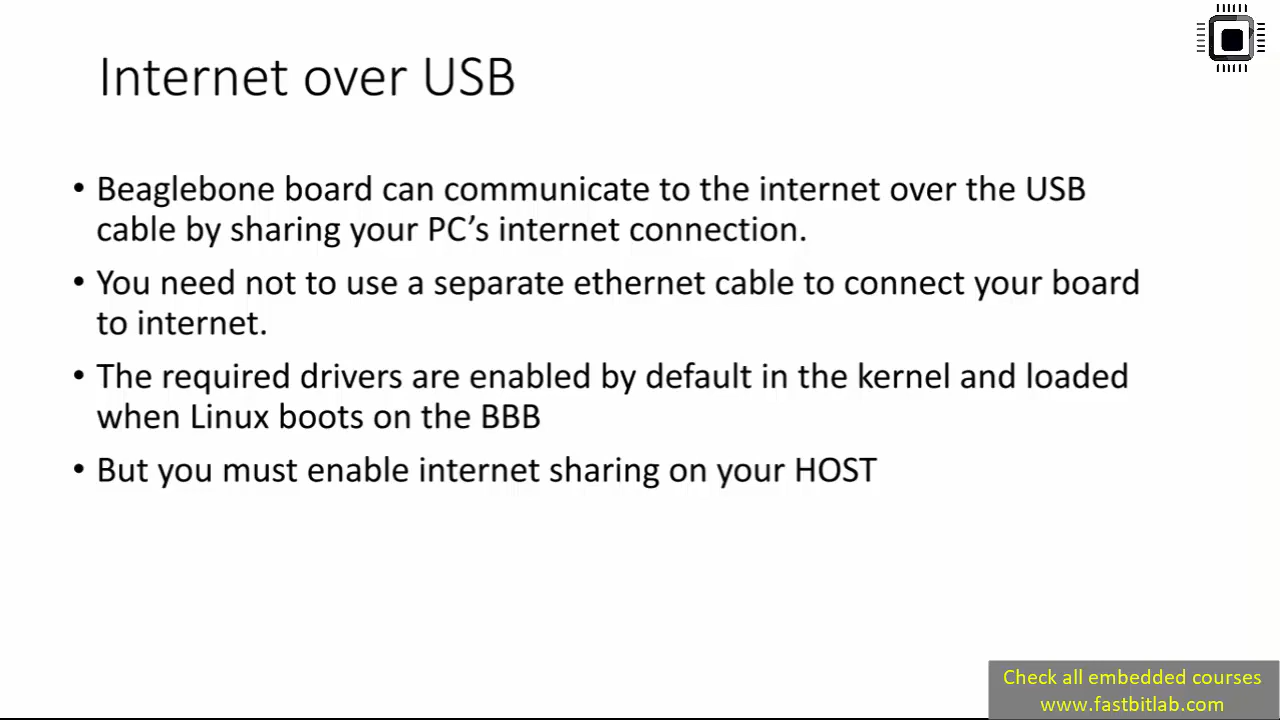 Internet over USB
• Beaglebone board can communicate to the internet over the USB
cable by sharing your PC’s internet connection.
• You need not to use a separate ethernet cable to connect your board
to internet.
• The required drivers are enabled by default in the kernel and loaded
when Linux boots on the BBB
• But you must enable internet sharing on your HOST
Check all embedded courses
www.fastbitlab.com